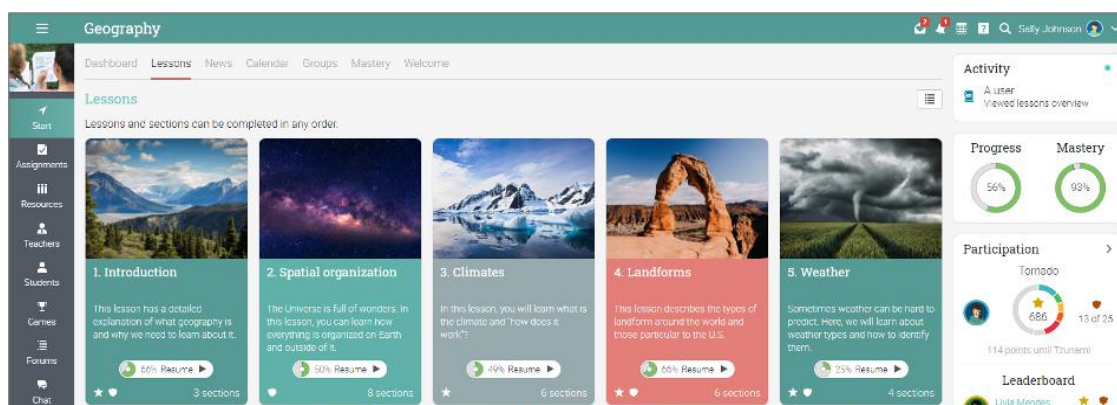 Geography
7
1
Sally Johnson
Start
Assignments
Resources
Teachers
Students
Games
Forums
Chat
Dashboard Lessons News Calendar Groups Mastery Welcome
Lessons
Lessons and sections can be completed in any order.
1. Introduction
This lesson has a detailed
explanation of what geography is
and why we need to learn about it.
66% Resume
3 sections
2. Spatial organization
The Universe is full of wonders. In
this lesson, you can learn how
everything is organized on Earth
and outside of it.
50% Resume
8 sections
3. Climates
In this lesson, you will learn what is
the climate and "how does it
work"?
49% Resume
6 sections
4. Landforms
This lesson describes the types of
landform around the world and
those particular to the U.S.
66% Resume
6 sections
5. Weather
Sometimes weather can be hard to
predict. Here, we will learn about
weather types and how to identify
them.
25% Resume
4 sections
Activity
A user
Viewed lessons overview
Progress Mastery
56% 93%
Participation
Tornado
686
13 of 25
114 points until Tzunami
Leaderboard
Livia Mendes